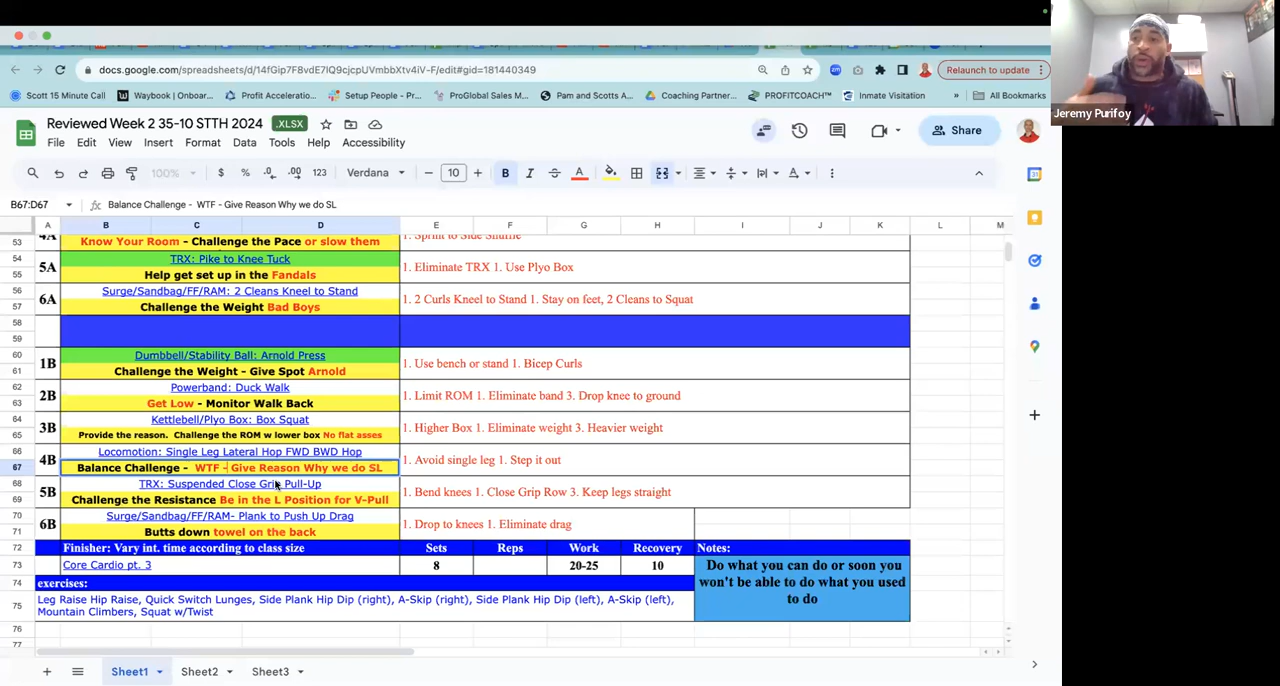 Jeremy Purifoy
docs.google.com/spreadsheets/d/14fGip7F8vdE7IQ9cjcpUVmbbXtv4iV-F/edit#gid=181440349
Relaunch to update
Scott 15 Minute Call
Waybook | Onboar...
Profit Acceleratio...
Setup People - Pr...
ProGlobal Sales M...
Pam and Scotts A...
Coaching Partner...
PROFITCOACH™
Inmate Visitation
»
All Bookmarks
Reviewed Week 2 35-10 STTH 2024 .XLSX
Share
File Edit View Insert Format Data Tools Help Accessibility
100% $ % .0 .00 123 Verdana − 10 + B I S A
B67:D67 fx Balance Challenge - WTF - Give Reason Why we do SL
A B C D E F G H I J K L M
53 4A Know Your Room - Challenge the Pace or slow them 1. Sprint to Side Shuffle
54 5A TRX: Pike to Knee Tuck 1. Eliminate TRX 1. Use Plyo Box
55 Help get set up in the Fandals
56 6A Surge/Sandbag/FF/RAM: 2 Cleans Kneel to Stand 1. 2 Curls Kneel to Stand 1. Stay on feet, 2 Cleans to Squat
57 Challenge the Weight Bad Boys
58
59
60 1B Dumbbell/Stability Ball: Arnold Press 1. Use bench or stand 1. Bicep Curls
61 Challenge the Weight - Give Spot Arnold
62 2B Powerband: Duck Walk 1. Limit ROM 1. Eliminate band 3. Drop knee to ground
63 Get Low - Monitor Walk Back
64 3B Kettlebell/Plyo Box: Box Squat 1. Higher Box 1. Eliminate weight 3. Heavier weight
65 Provide the reason. Challenge the ROM w lower box No flat asses
66 4B Locomotion: Single Leg Lateral Hop FWD BWD Hop 1. Avoid single leg 1. Step it out
67 Balance Challenge - WTF - Give Reason Why we do SL
68 5B TRX: Suspended Close Grip Pull-Up 1. Bend knees 1. Close Grip Row 3. Keep legs straight
69 Challenge the Resistance Be in the L Position for V-Pull
70 6B Surge/Sandbag/FF/RAM- Plank to Push Up Drag 1. Drop to knees 1. Eliminate drag
71 Butts down towel on the back
72 Finisher: Vary int. time according to class size Sets Reps Work Recovery Notes:
73 Core Cardio pt. 3 8 20-25 10 Do what you can do or soon you
74 exercises: won't be able to do what you used
to do
75 Leg Raise Hip Raise, Quick Switch Lunges, Side Plank Hip Dip (right), A-Skip (right), Side Plank Hip Dip (left), A-Skip (left),
Mountain Climbers, Squat w/Twist
76
77
+ Sheet1 Sheet2 Sheet3